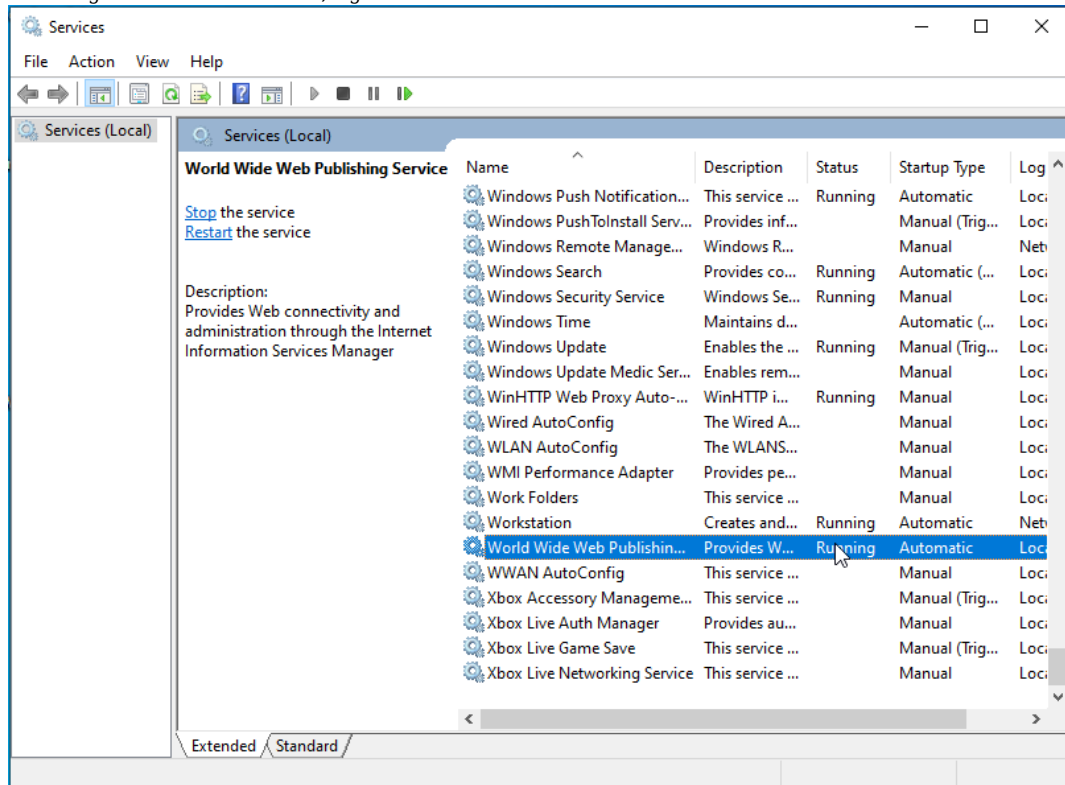 Services
File Action View Help
Services (Local)
Services (Local)
World Wide Web Publishing Service
Stop the service
Restart the service
Description:
Provides Web connectivity and
administration through the Internet
Information Services Manager
Name Description Status Startup Type Log
Windows Push Notification... This service ... Running Automatic Loca
Windows PushToInstall Serv... Provides inf... Manual (Trig... Loca
Windows Remote Manage... Windows R... Manual Netw
Windows Search Provides co... Running Automatic (... Loca
Windows Security Service Windows Se... Running Manual Loca
Windows Time Maintains d... Automatic (... Loca
Windows Update Enables the ... Running Manual (Trig... Loca
Windows Update Medic Ser... Enables rem... Manual Loca
WinHTTP Web Proxy Auto-... WinHTTP i... Running Manual Loca
Wired AutoConfig The Wired A... Manual Loca
WLAN AutoConfig The WLANS... Manual Loca
WMI Performance Adapter Provides pe... Manual Loca
Work Folders This service ... Manual Loca
Workstation Creates and... Running Automatic Netw
World Wide Web Publishin... Provides W... Running Automatic Loca
WWAN AutoConfig This service ... Manual Loca
Xbox Accessory Manageme... This service ... Manual (Trig... Loca
Xbox Live Auth Manager Provides au... Manual Loca
Xbox Live Game Save This service ... Manual (Trig... Loca
Xbox Live Networking Service This service ... Manual Loca
Extended Standard